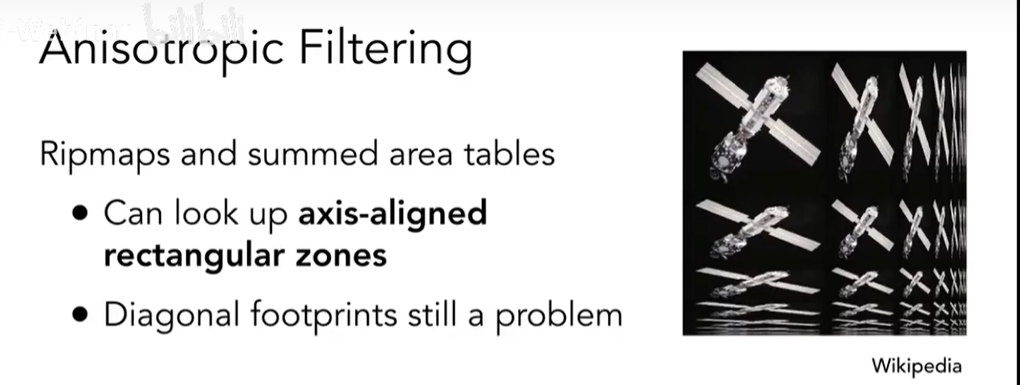 Anisotropic Filtering
Ripmaps and summed area tables
• Can look up axis-aligned
rectangular zones
• Diagonal footprints still a problem
Wikipedia
bilibili